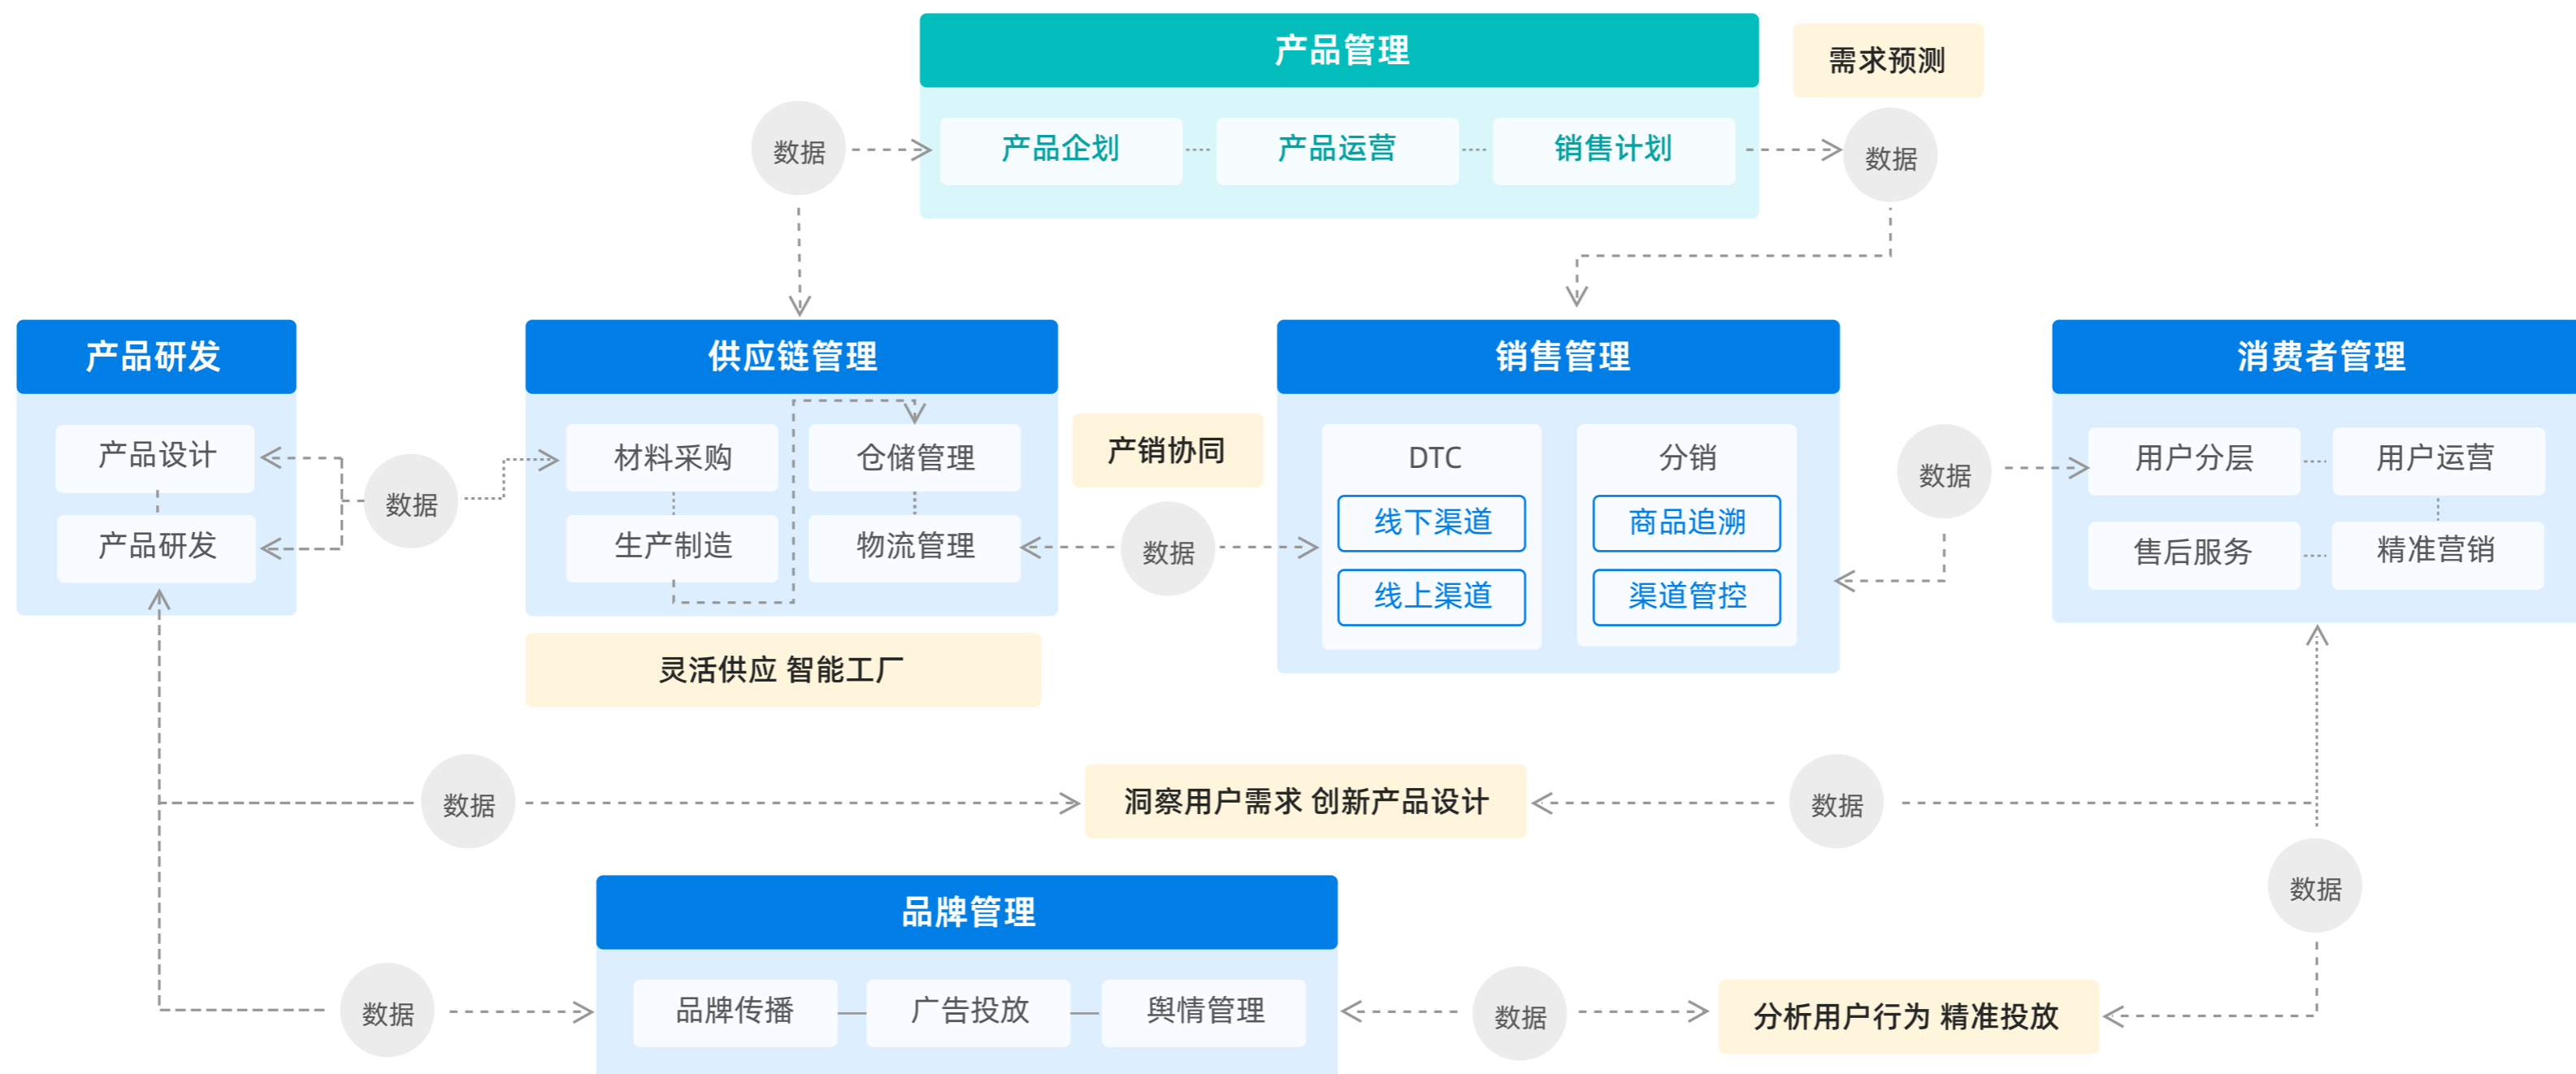 产品管理
需求预测
数据
产品企划
产品运营
销售计划
数据
产品研发
产品设计
产品研发
数据
供应链管理
材料采购
仓储管理
生产制造
物流管理
灵活供应 智能工厂
产销协同
数据
销售管理
DTC
线下渠道
线上渠道
分销
商品追溯
渠道管控
数据
消费者管理
用户分层
用户运营
售后服务
精准营销
数据
洞察用户需求 创新产品设计
数据
数据
品牌管理
数据
品牌传播
广告投放
舆情管理
数据
分析用户行为 精准投放